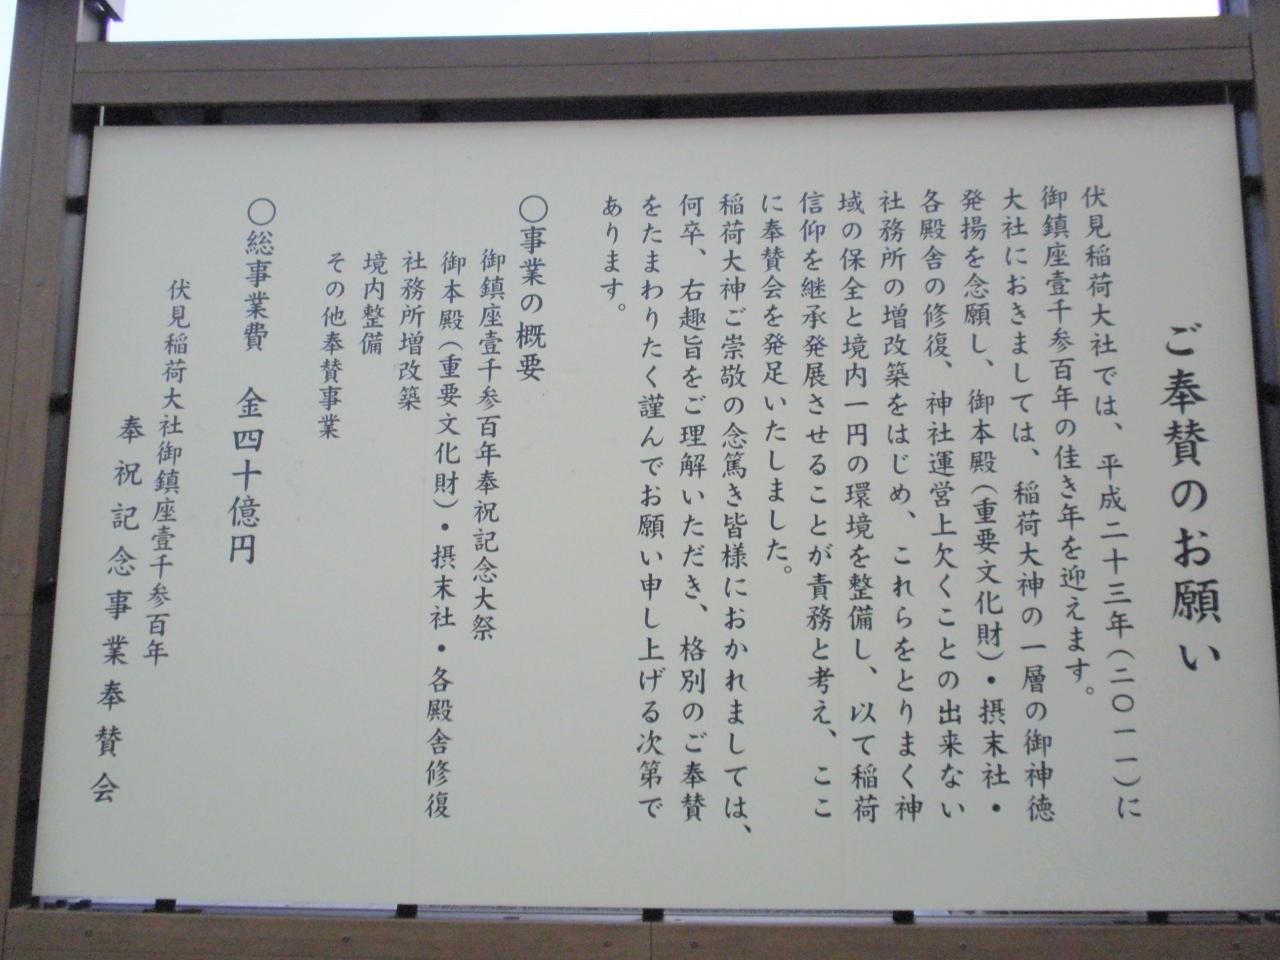 ご奉賛のお願い
伏見稲荷大社では、平成二十三年(二〇一一)に
御鎮座壹千参百年の佳き年を迎えます。
大社におきましては、稲荷大神の一層の御神徳
発揚を念願し、御本殿(重要文化財)・摂末社・
各殿舎の修復、神社運営上欠くことの出来ない
社務所の増改築をはじめ、これらをとりまく神
域の保全と境内一円の環境を整備し、以て稲荷
信仰を継承発展させることが責務と考え、ここ
に奉賛会を発足いたしました。
稲荷大神ご崇敬の念篤き皆様におかれましては、
何卒、右趣旨をご理解いただき、格別のご奉賛
をたまわりたく謹んでお願い申し上げる次第で
あります。
〇事業の概要
御鎮座壹千参百年奉祝記念大祭
御本殿(重要文化財)・摂末社・各殿舎修復
社務所増改築
境内整備
その他奉賛事業
〇総事業費 金四十億円
伏見稲荷大社御鎮座壹千参百年
奉祝記念事業奉賛会